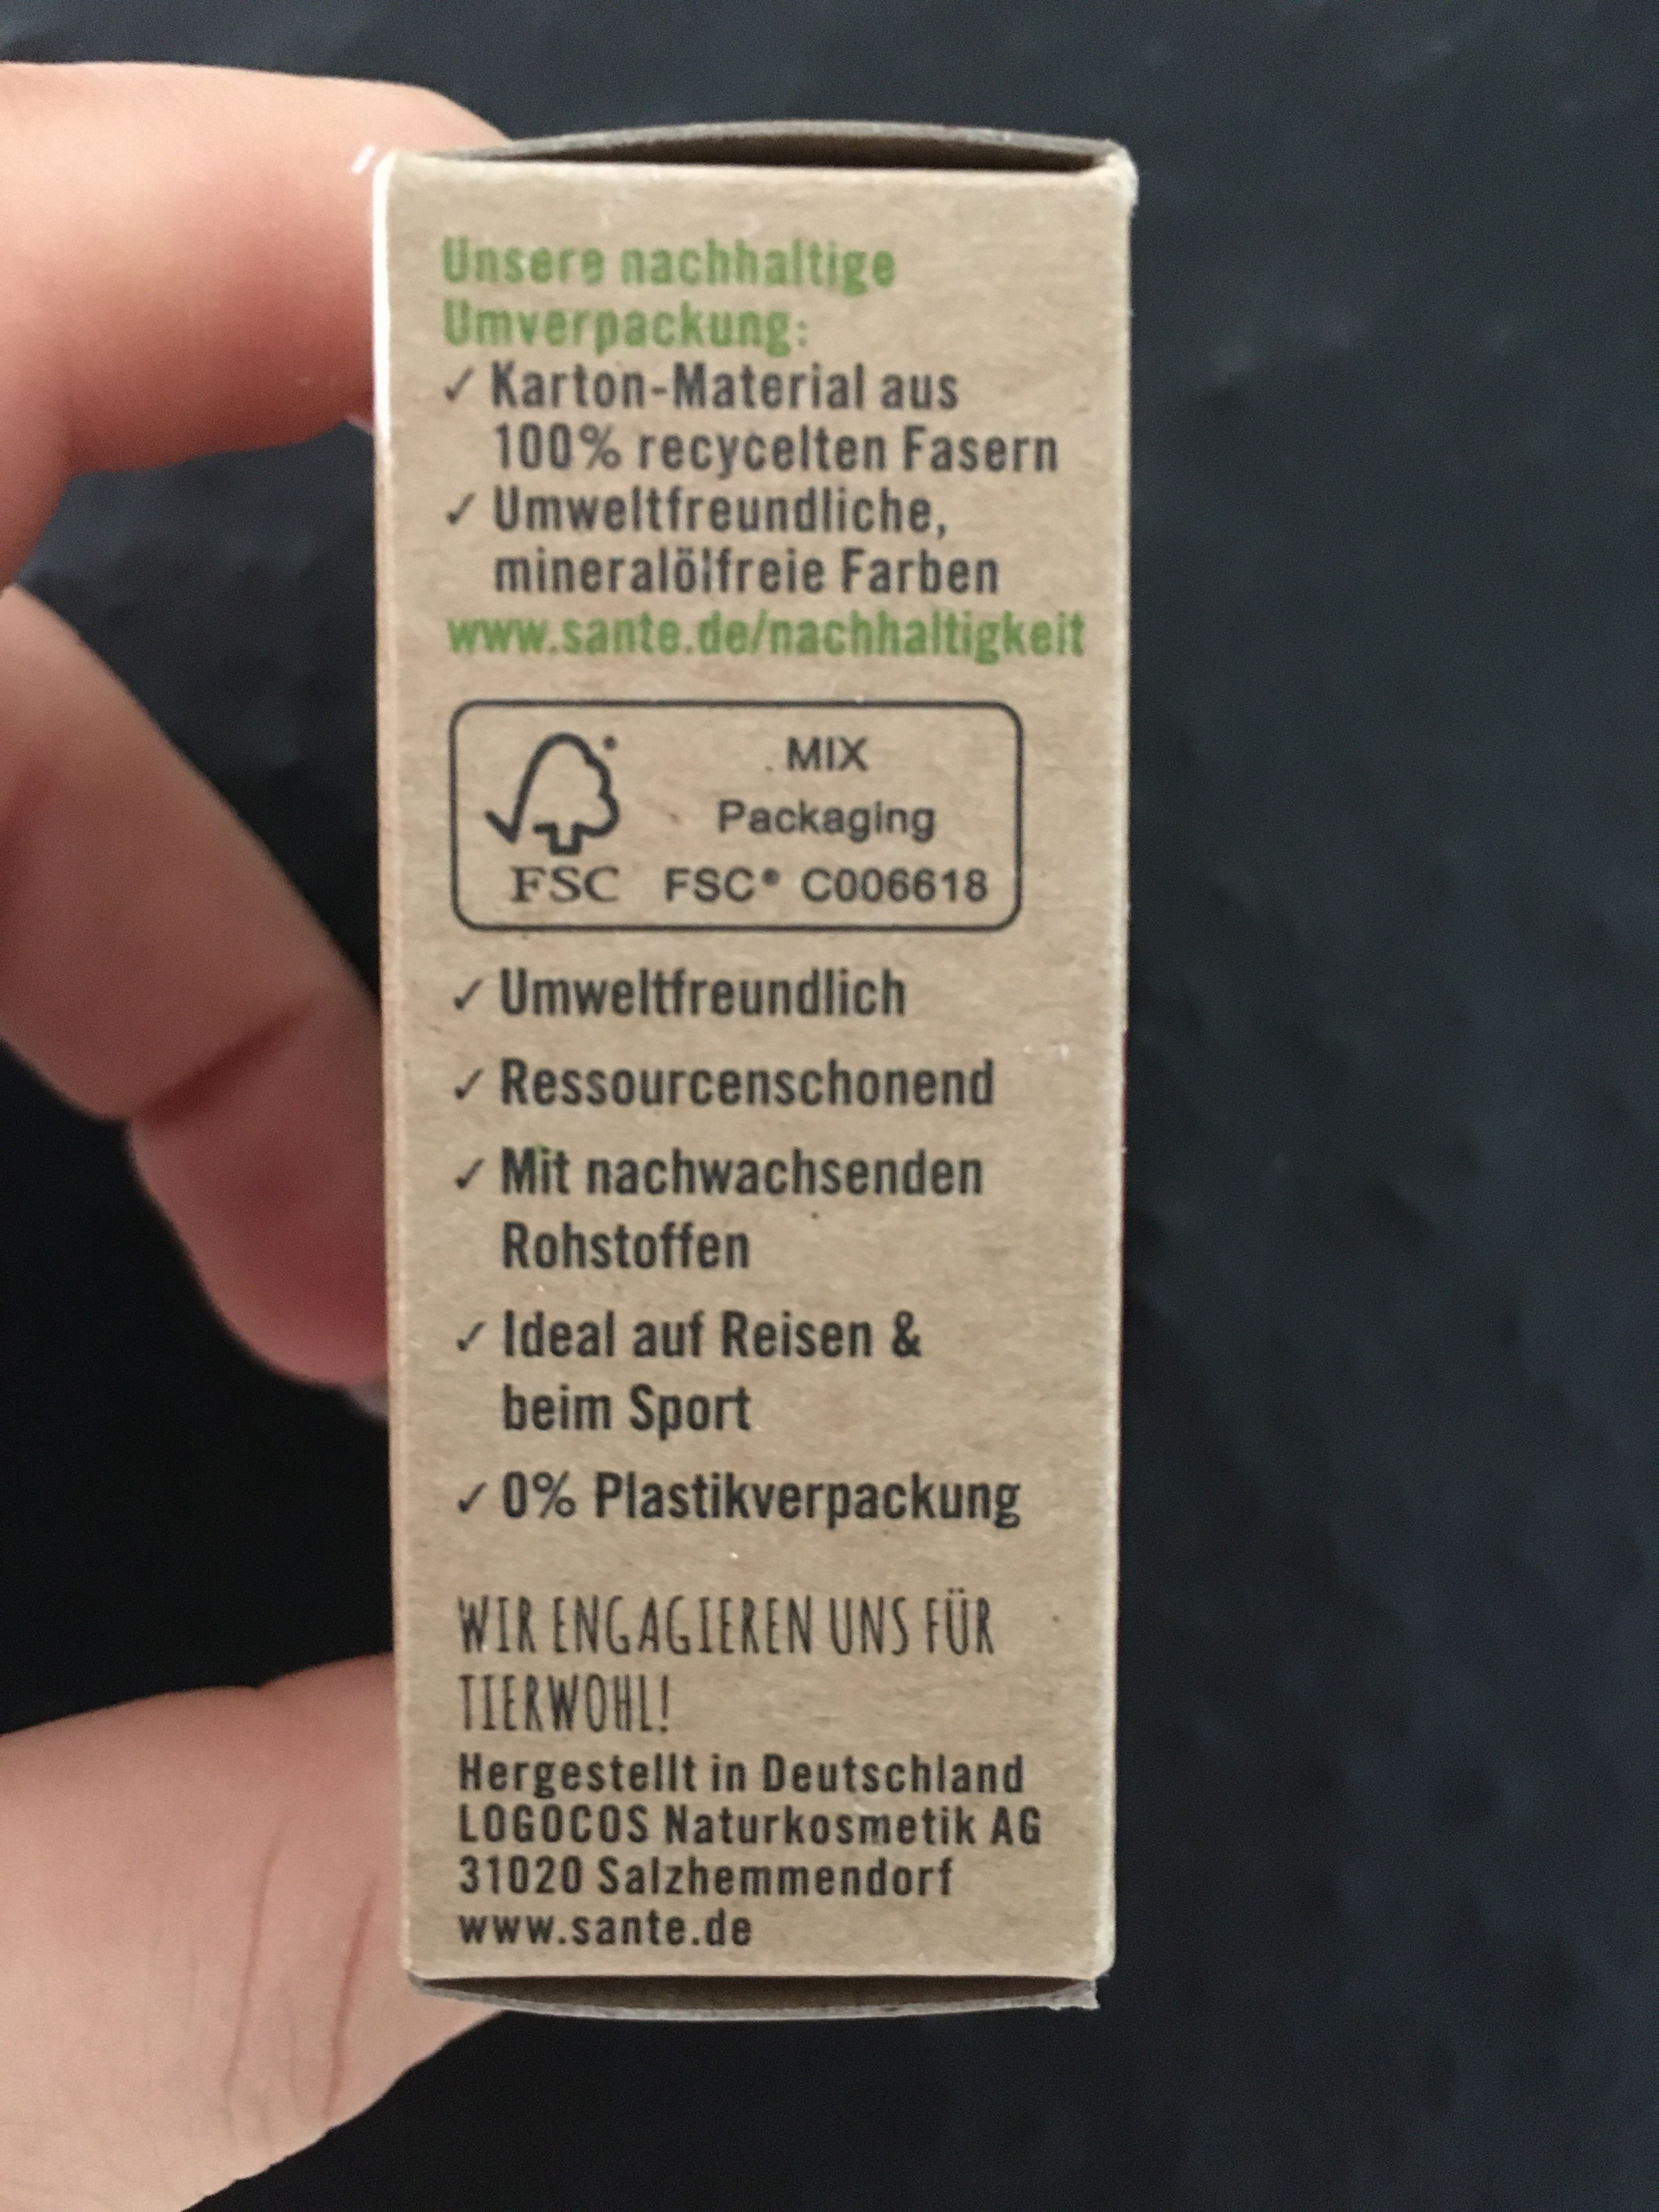 Unsere nachhaltige
Umverpackung:
✓ Karton-Material aus
100% recycelten Fasern
✓ Umweltfreundliche,
mineralölfreie Farben
www.sante.de/nachhaltigkeit
MIX
Packaging
FSC FSC® C006618
✓ Umweltfreundlich
✓ Ressourcenschonend
✓ Mit nachwachsenden
Rohstoffen
✓ Ideal auf Reisen &
beim Sport
✓ 0% Plastikverpackung
WIR ENGAGIEREN UNS FÜR
TIERWOHL!
Hergestellt in Deutschland
LOGOCOS Naturkosmetik AG
31020 Salzhemmendorf
www.sante.de